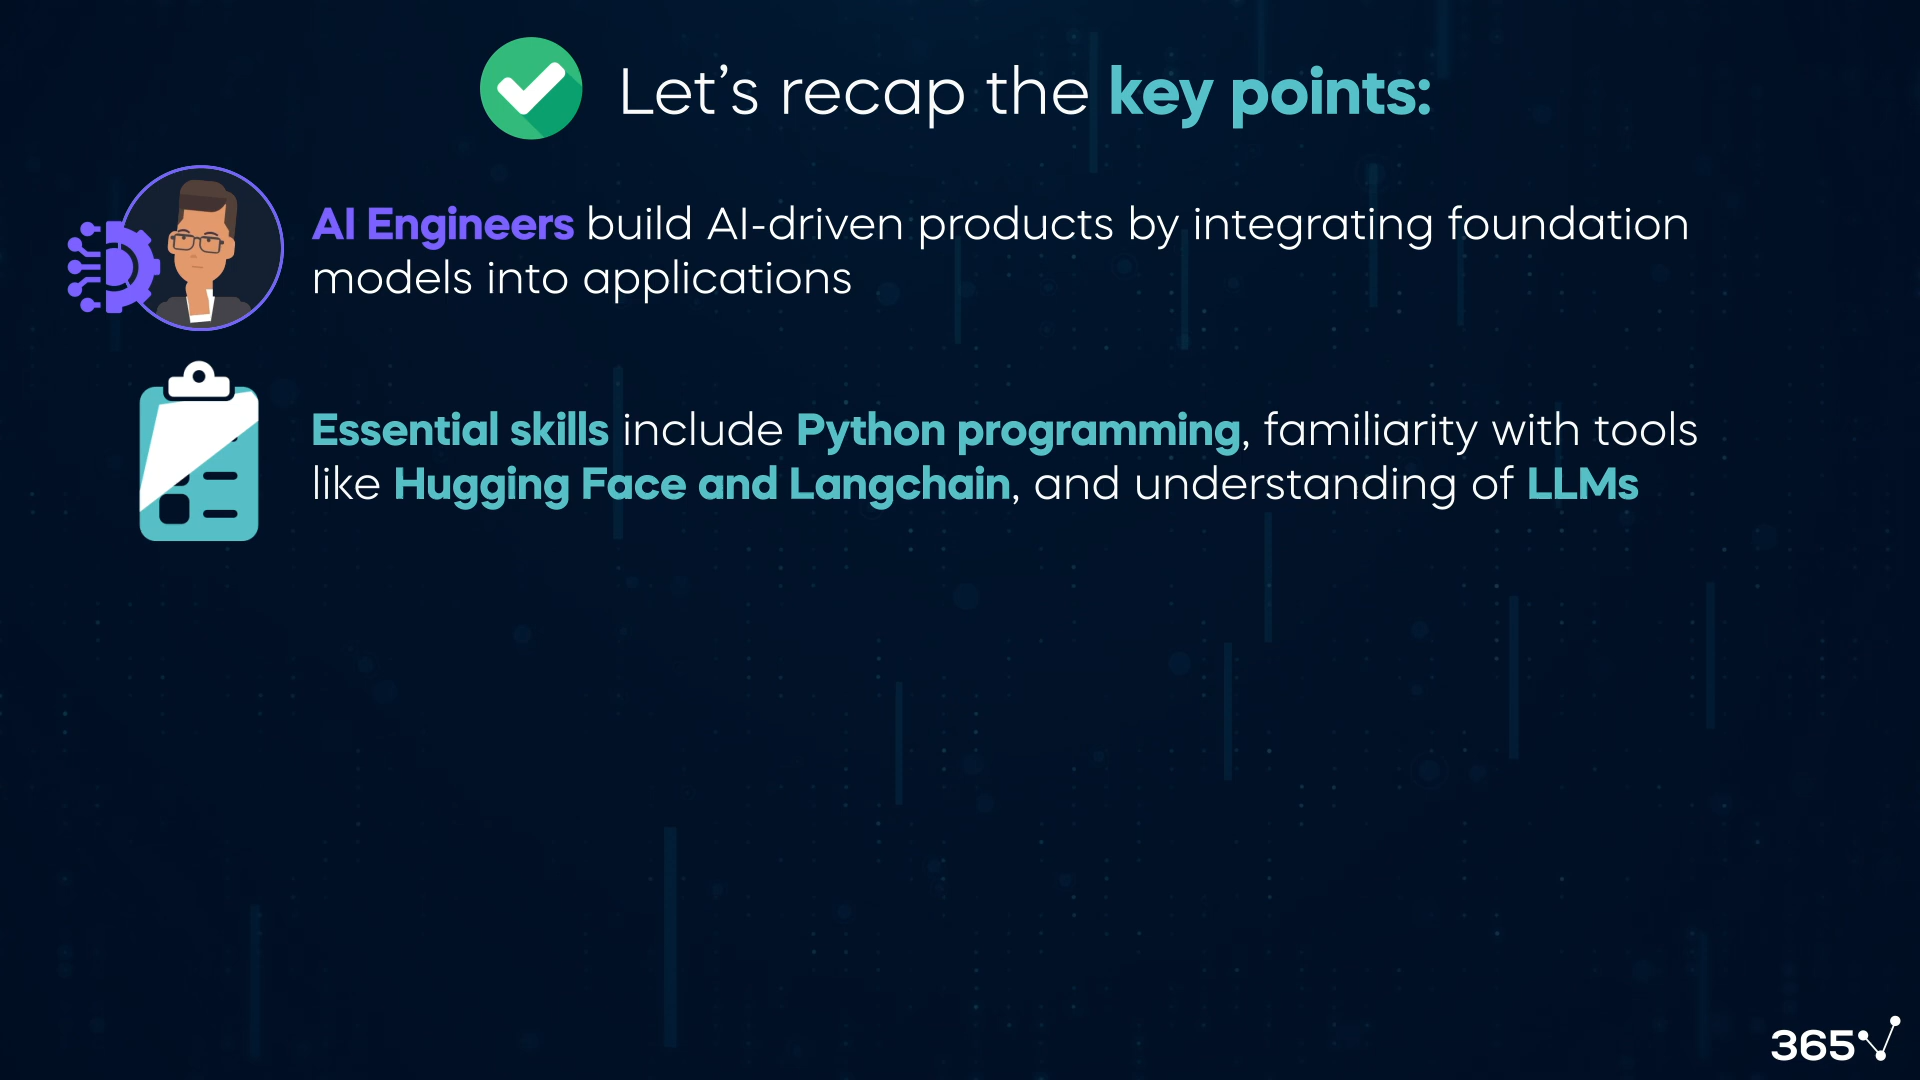 Let’s recap the key points:
AI Engineers build AI-driven products by integrating foundation
models into applications
Essential skills include Python programming, familiarity with tools
like Hugging Face and Langchain, and understanding of LLMs
365